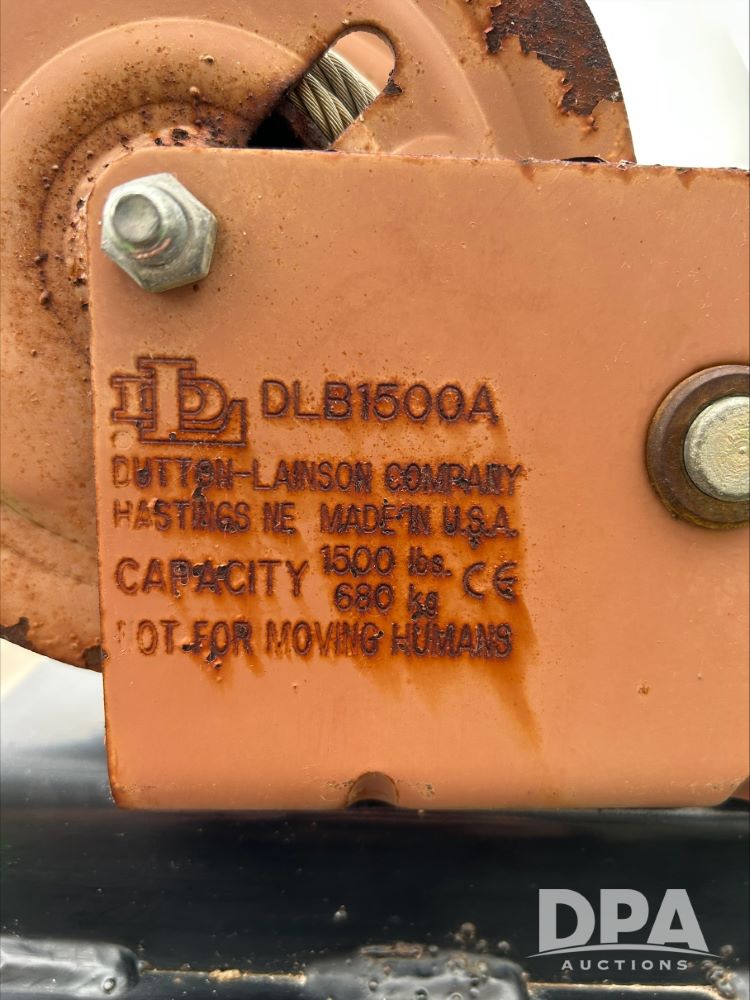 DL
DLB1500A
DUTTON-LAINSON COMPANY
HASTINGS NE MADE IN U.S.A.
CAPACITY 1500 lbs.
680 kg
CE
NOT FOR MOVING HUMANS
DPA
AUCTIONS